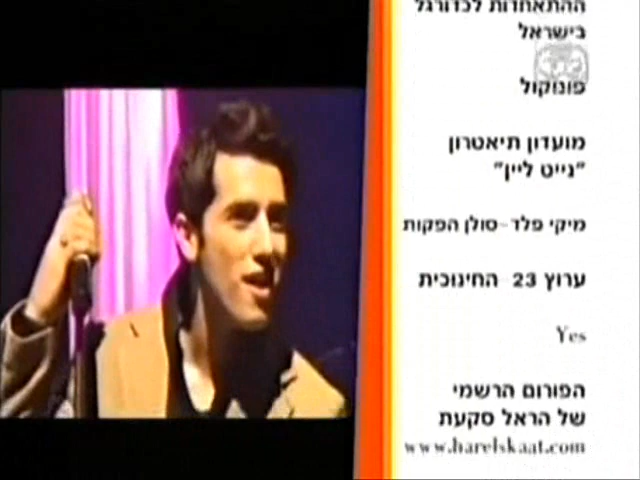 ההתאחדות לכדורגל
בישראל
פונוקול
מועדון תיאטרון
"נייט ליין"
מיקי פלד-סולן הפקות
ערוץ 23 החינוכית
Yes
הפורום הרשמי
של הראל סקעת
www.harelskaat.com